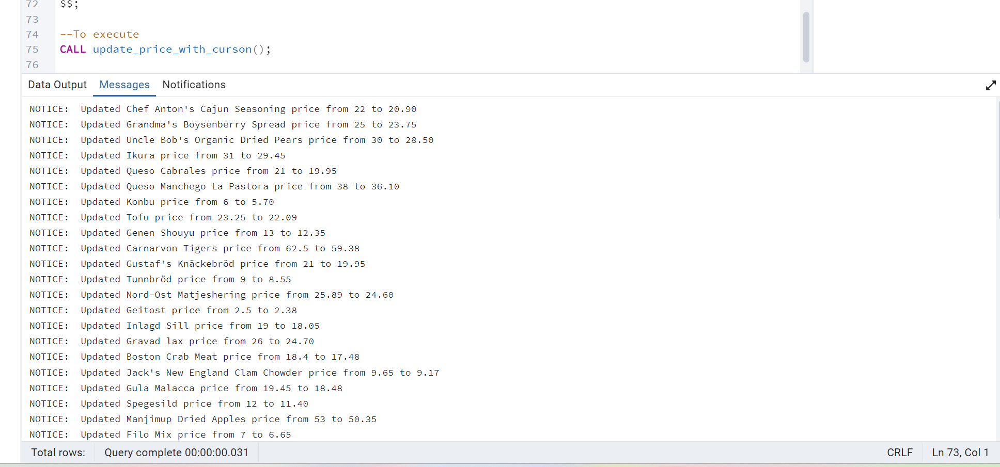 72 $$;
73
74 --To execute
75 CALL update_price_with_curson();
76
Data Output Messages Notifications
NOTICE:  Updated Chef Anton's Cajun Seasoning price from 22 to 20.90
NOTICE:  Updated Grandma's Boysenberry Spread price from 25 to 23.75
NOTICE:  Updated Uncle Bob's Organic Dried Pears price from 30 to 28.50
NOTICE:  Updated Ikura price from 31 to 29.45
NOTICE:  Updated Queso Cabrales price from 21 to 19.95
NOTICE:  Updated Queso Manchego La Pastora price from 38 to 36.10
NOTICE:  Updated Konbu price from 6 to 5.70
NOTICE:  Updated Tofu price from 23.25 to 22.09
NOTICE:  Updated Genen Shouyu price from 13 to 12.35
NOTICE:  Updated Carnarvon Tigers price from 62.5 to 59.38
NOTICE:  Updated Gustaf's Knäckebröd price from 21 to 19.95
NOTICE:  Updated Tunnbröd price from 9 to 8.55
NOTICE:  Updated Nord-Ost Matjeshering price from 25.89 to 24.60
NOTICE:  Updated Geitost price from 2.5 to 2.38
NOTICE:  Updated Inlagd Sill price from 19 to 18.05
NOTICE:  Updated Gravad lax price from 26 to 24.70
NOTICE:  Updated Boston Crab Meat price from 18.4 to 17.48
NOTICE:  Updated Jack's New England Clam Chowder price from 9.65 to 9.17
NOTICE:  Updated Gula Malacca price from 19.45 to 18.48
NOTICE:  Updated Spegesild price from 12 to 11.40
NOTICE:  Updated Manjimup Dried Apples price from 53 to 50.35
NOTICE:  Updated Filo Mix price from 7 to 6.65
Total rows: Query complete 00:00:00.031 CRLF Ln 73, Col 1